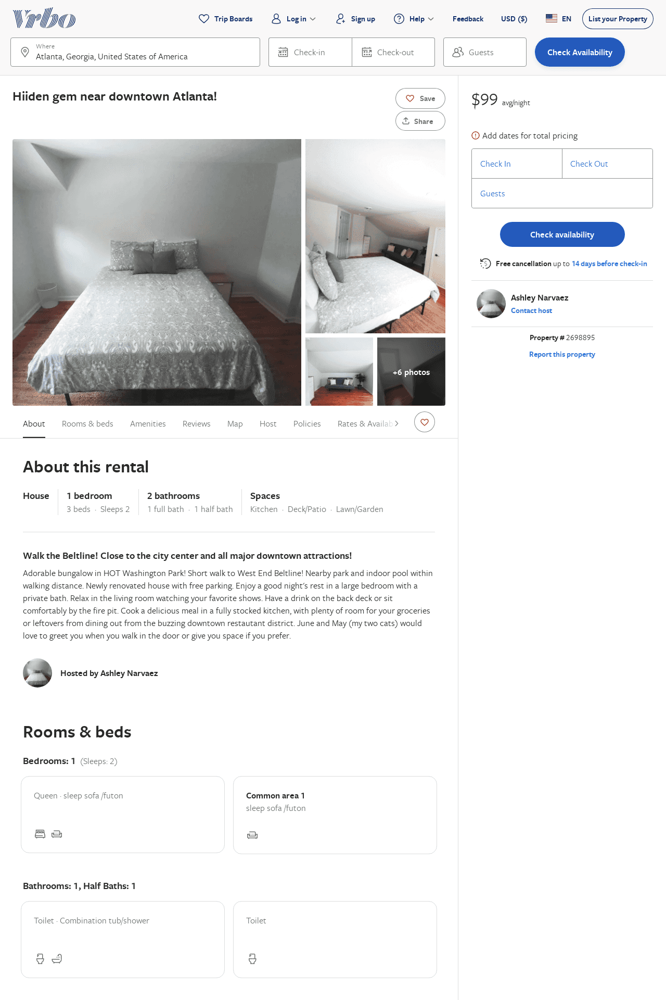 Vrbo
Trip Boards
Log in
Sign up
Help
Feedback
USD ($)
EN
List your Property
Where
Atlanta, Georgia, United States of America
Check-in
Check-out
Guests
Check Availability
Hiiden gem near downtown Atlanta!
Save
Share
+6 photos
$99 avg/night
Add dates for total pricing
Check In
Check Out
Guests
Check availability
Free cancellation up to 14 days before check-in
Ashley Narvaez
Contact host
Property # 2698895
Report this property
About
Rooms & beds
Amenities
Reviews
Map
Host
Policies
Rates & Availab
About this rental
House
1 bedroom
3 beds · Sleeps 2
2 bathrooms
1 full bath · 1 half bath
Spaces
Kitchen · Deck/Patio · Lawn/Garden
Walk the Beltline! Close to the city center and all major downtown attractions!
Adorable bungalow in HOT Washington Park! Short walk to West End Beltline! Nearby park and indoor pool within
walking distance. Newly renovated house with free parking. Enjoy a good night's rest in a large bedroom with a
private bath. Relax in the living room watching your favorite shows. Have a drink on the back deck or sit
comfortably by the fire pit. Cook a delicious meal in a fully stocked kitchen, with plenty of room for your groceries
or leftovers from dining out from the buzzing downtown restautant district. June and May (my two cats) would
love to greet you when you walk in the door or give you space if you prefer.
Hosted by Ashley Narvaez
Rooms & beds
Bedrooms: 1 (Sleeps: 2)
Queen · sleep sofa /futon
Common area 1
sleep sofa /futon
Bathrooms: 1, Half Baths: 1
Toilet · Combination tub/shower
Toilet